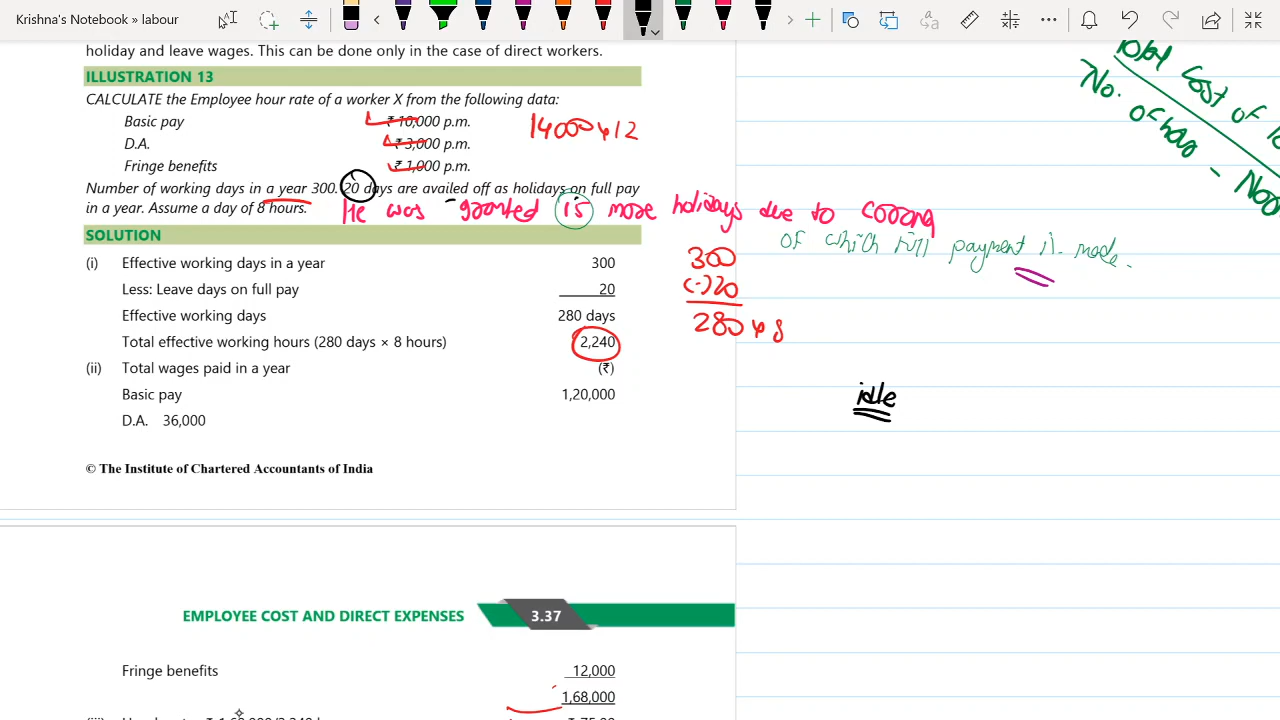 Krishna's Notebook » labour
holiday and leave wages. This can be done only in the case of direct workers.
ILLUSTRATION 13
CALCULATE the Employee hour rate of a worker X from the following data:
Basic pay ₹ 10,000 p.m.
14000 × 12
D.A. ₹ 3,000 p.m.
Fringe benefits ₹ 1,000 p.m.
Total Cost of
No. of
Number of working days in a year 300. 20 days are availed off as holidays on full pay
in a year. Assume a day of 8 hours.
He was granted 15 more holidays due to corona
of which full payment is made.
SOLUTION
(i) Effective working days in a year 300
Less: Leave days on full pay 20
Effective working days 280 days
Total effective working hours (280 days × 8 hours) 2,240
300
(-) 20
280 × 8
(ii) Total wages paid in a year (₹)
Basic pay 1,20,000
D.A. 36,000
idle
© The Institute of Chartered Accountants of India
EMPLOYEE COST AND DIRECT EXPENSES 3.37
Fringe benefits 12,000
1,68,000